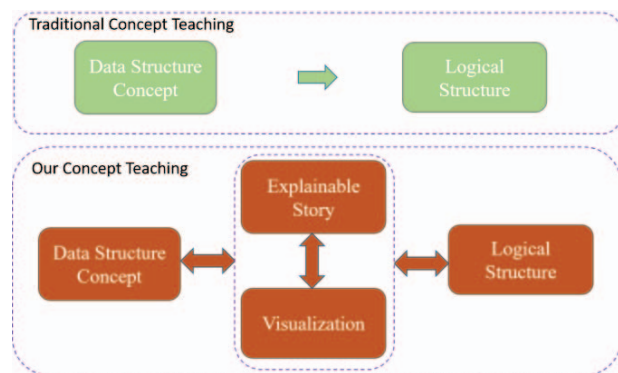 Traditional Concept Teaching
Data Structure
Concept
Logical
Structure
Our Concept Teaching
Explainable
Story
Data Structure
Concept
Logical
Structure
Visualization